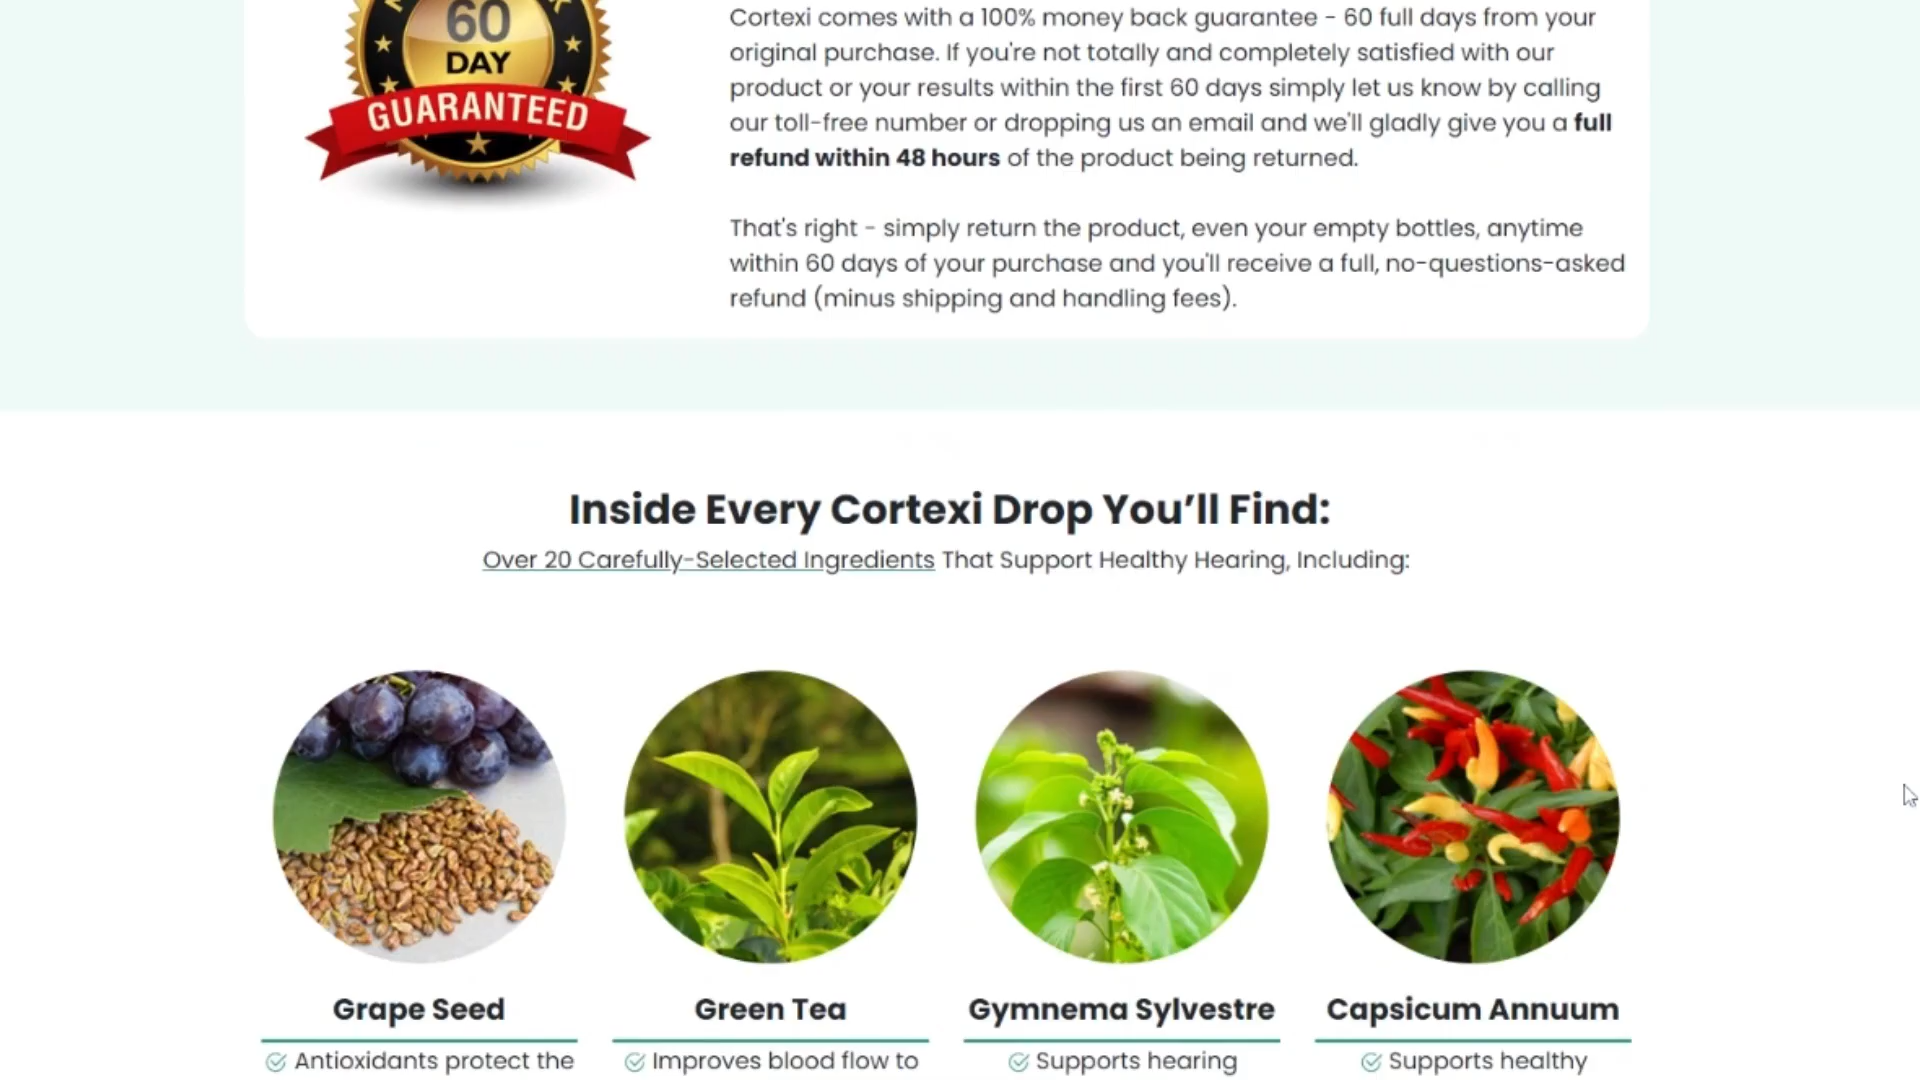 60
DAY
GUARANTEED
Cortexi comes with a 100% money back guarantee - 60 full days from your
original purchase. If you're not totally and completely satisfied with our
product or your results within the first 60 days simply let us know by calling
our toll-free number or dropping us an email and we'll gladly give you a full
refund within 48 hours of the product being returned.
That's right - simply return the product, even your empty bottles, anytime
within 60 days of your purchase and you'll receive a full, no-questions-asked
refund (minus shipping and handling fees).
Inside Every Cortexi Drop You’ll Find:
Over 20 Carefully-Selected Ingredients That Support Healthy Hearing, Including:
Grape Seed
Antioxidants protect the
Green Tea
Improves blood flow to
Gymnema Sylvestre
Supports hearing
Capsicum Annuum
Supports healthy